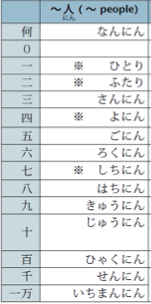 ～人 (～ people)
にん
何 なんにん
0
一 ※ ひとり
二 ※ ふたり
三 さんにん
四 ※ よにん
五 ごにん
六 ろくにん
七 ※ しちにん
八 はちにん
九 きゅうにん
十 じゅうにん
百 ひゃくにん
千 せんにん
一万 いちまんにん